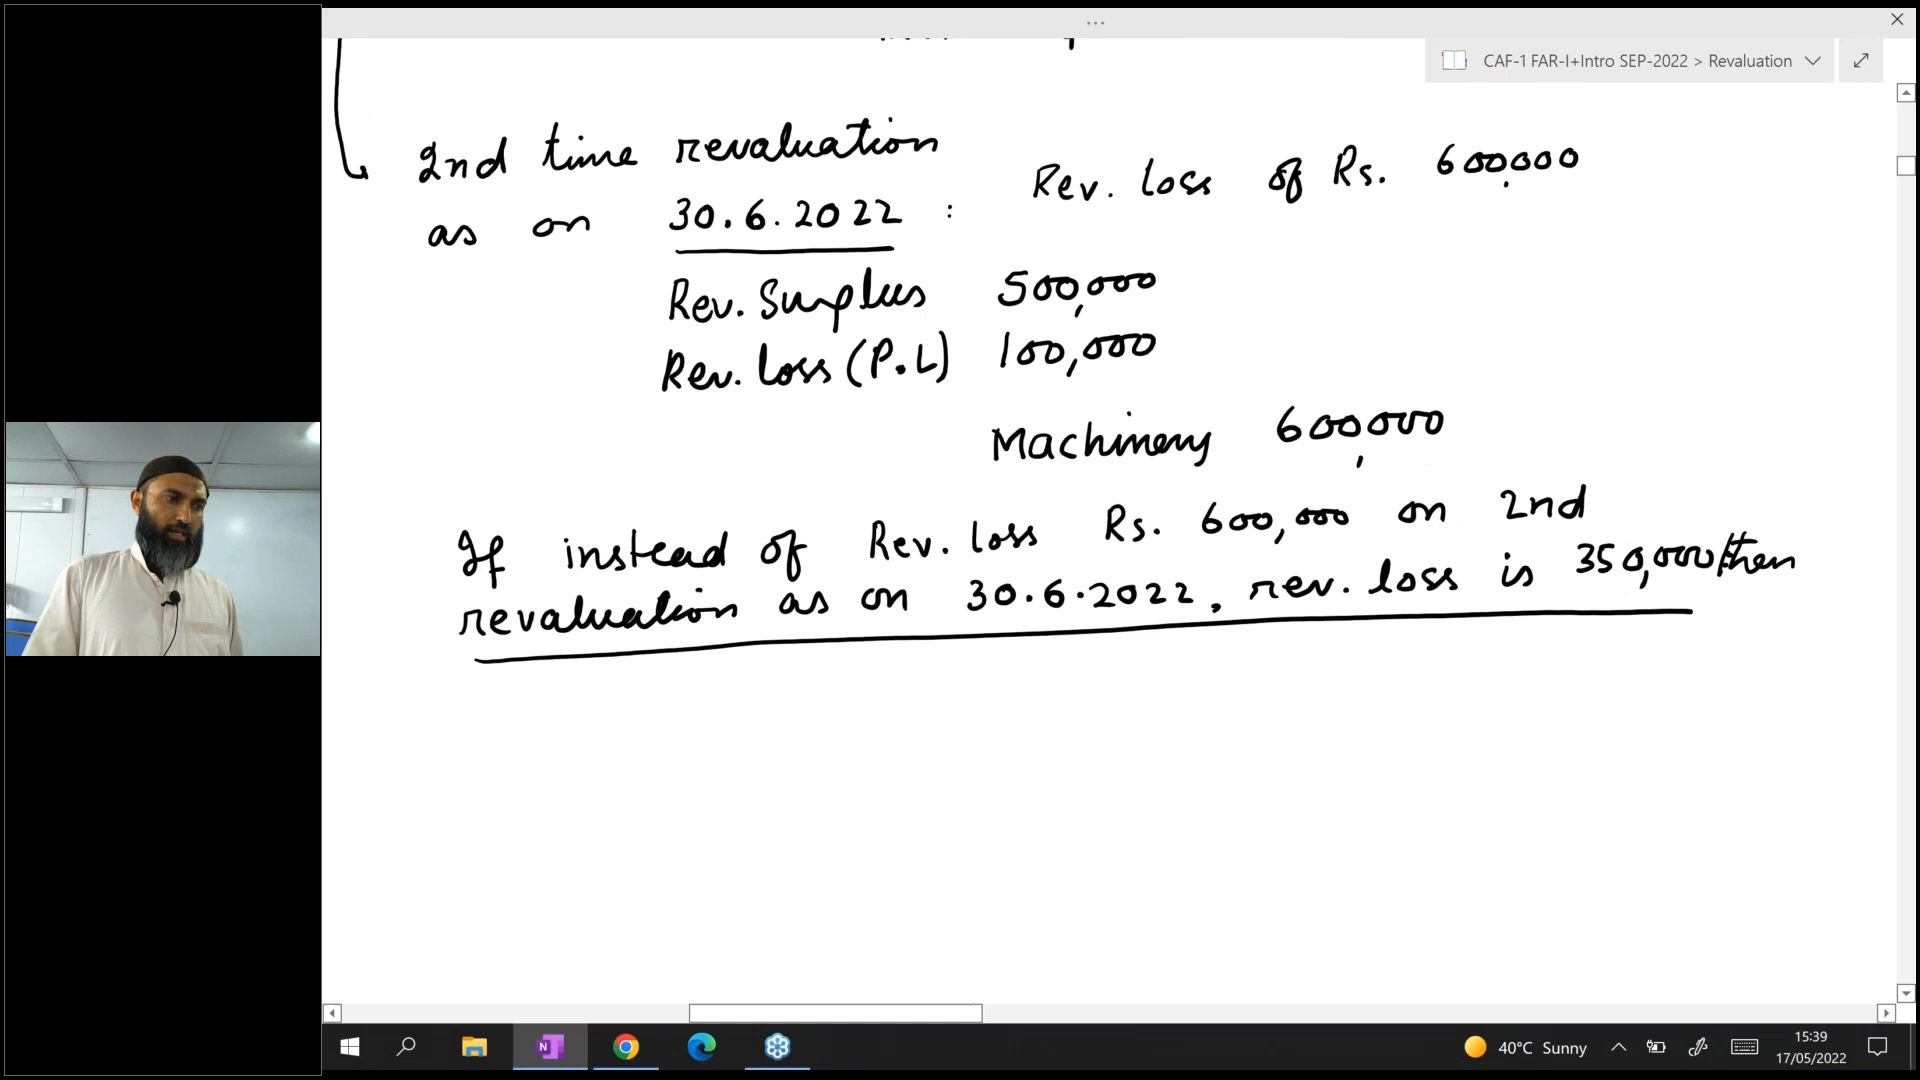 CAF-1 FAR-I+Intro SEP-2022 > Revaluation
2nd time revaluation
as on 30.6.2022 : Rev. loss of Rs. 600,000
Rev. Surplus 500,000
Rev. loss (P.L) 100,000
Machinery 600,000
If instead of Rev. loss Rs. 600,000 on 2nd
revaluation as on 30.6.2022, rev. loss is 350,000/then
40°C Sunny
15:39
17/05/2022